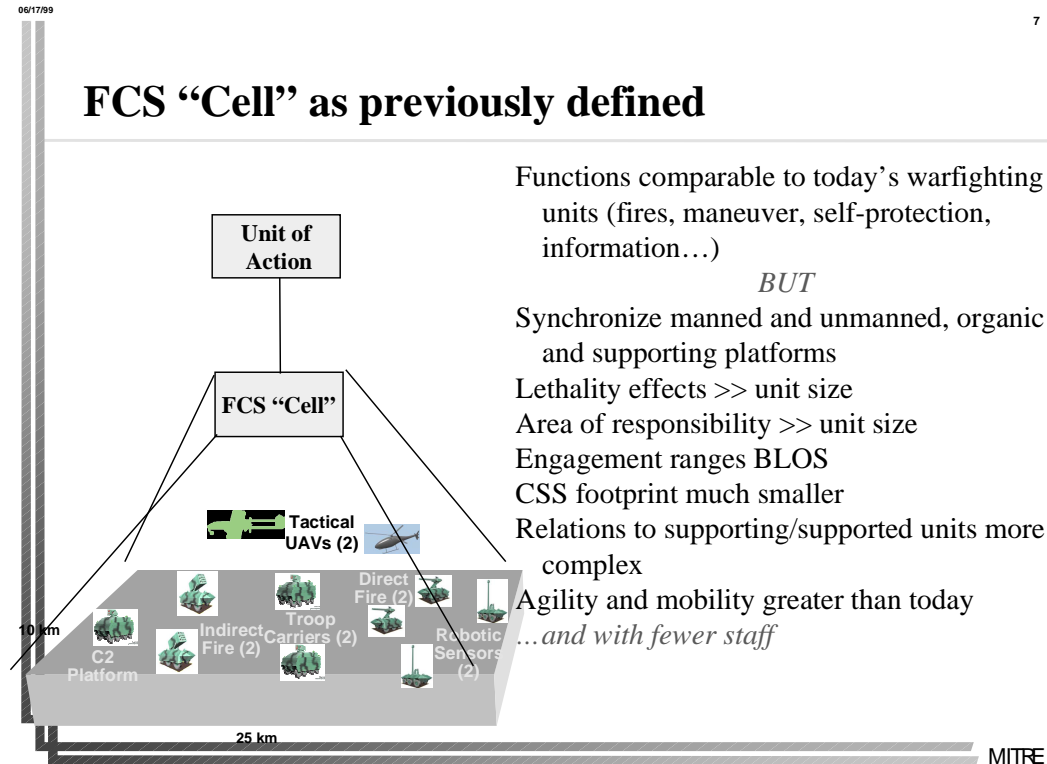 06/17/99
7
FCS “Cell” as previously defined
Unit of
Action
FCS “Cell”
Tactical
UAVs (2)
Direct
Fire (2)
Troop
Carriers (2)
Indirect
Fire (2)
Robotic
Sensors
(2)
C2
Platform
10 km
25 km
Functions comparable to today’s warfighting
units (fires, maneuver, self-protection,
information…)
BUT
Synchronize manned and unmanned, organic
and supporting platforms
Lethality effects >> unit size
Area of responsibility >> unit size
Engagement ranges BLOS
CSS footprint much smaller
Relations to supporting/supported units more
complex
Agility and mobility greater than today
…and with fewer staff
MITRE